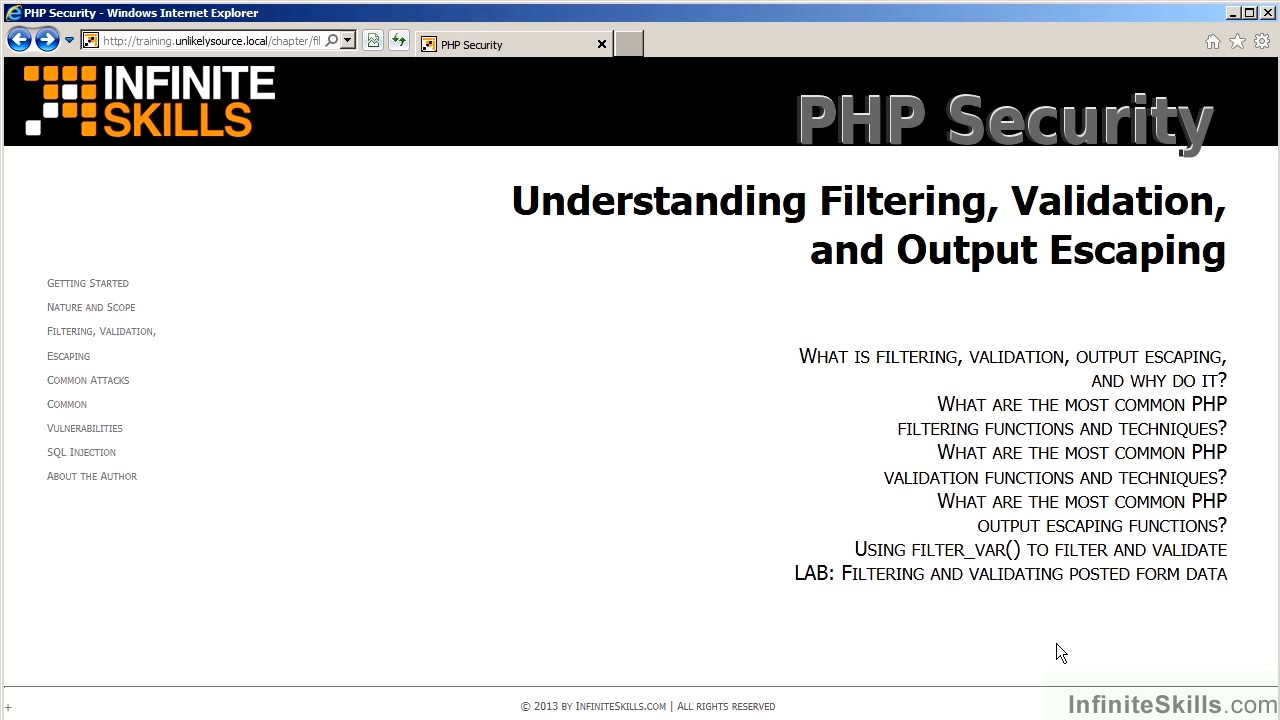 PHP Security - Windows Internet Explorer
http://training.unlikelysource.local/chapter/fil
PHP Security
INFINITE
SKILLS
PHP Security
Understanding Filtering, Validation,
and Output Escaping
Getting Started
Nature and Scope
Filtering, Validation,
Escaping
Common Attacks
Common
Vulnerabilities
SQL Injection
About the Author
What is filtering, validation, output escaping,
and why do it?
What are the most common PHP
filtering functions and techniques?
What are the most common PHP
validation functions and techniques?
What are the most common PHP
output escaping functions?
Using filter_var() to filter and validate
LAB: Filtering and validating posted form data
+
© 2013 by InfiniteSkills.com | All rights reserved
InfiniteSkills.com